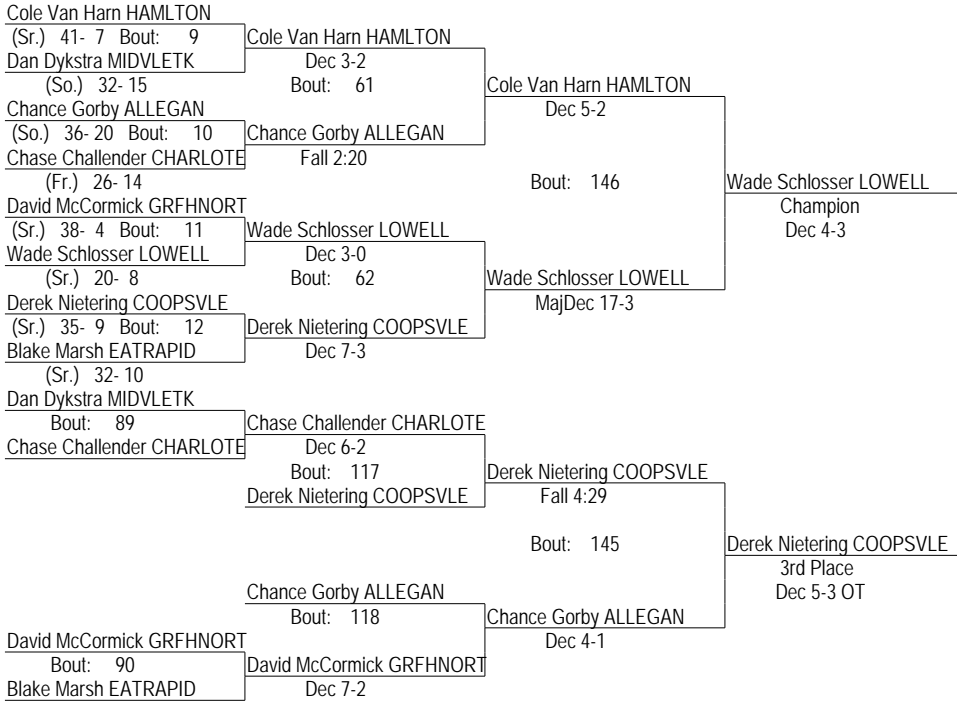 Cole Van Harn HAMLTON
(Sr.) 41- 7 Bout: 9 Cole Van Harn HAMLTON
Dan Dykstra MIDVLETK Dec 3-2
(So.) 32- 15 Bout: 61 Cole Van Harn HAMLTON
Chance Gorby ALLEGAN Dec 5-2
(So.) 36- 20 Bout: 10 Chance Gorby ALLEGAN
Chase Challender CHARLOTE Fall 2:20
(Fr.) 26- 14 Bout: 146 Wade Schlosser LOWELL
David McCormick GRFHNORT Champion
(Sr.) 38- 4 Bout: 11 Wade Schlosser LOWELL Dec 4-3
Wade Schlosser LOWELL Dec 3-0
(Sr.) 20- 8 Bout: 62 Wade Schlosser LOWELL
Derek Nietering COOPSVLE MajDec 17-3
(Sr.) 35- 9 Bout: 12 Derek Nietering COOPSVLE
Blake Marsh EATRAPID Dec 7-3
(Sr.) 32- 10
Dan Dykstra MIDVLETK
Bout: 89 Chase Challender CHARLOTE
Chase Challender CHARLOTE Dec 6-2
Bout: 117 Derek Nietering COOPSVLE
Derek Nietering COOPSVLE Fall 4:29
Bout: 145 Derek Nietering COOPSVLE
3rd Place
Chance Gorby ALLEGAN Dec 5-3 OT
Bout: 118 Chance Gorby ALLEGAN
David McCormick GRFHNORT Dec 4-1
Bout: 90 David McCormick GRFHNORT
Blake Marsh EATRAPID Dec 7-2